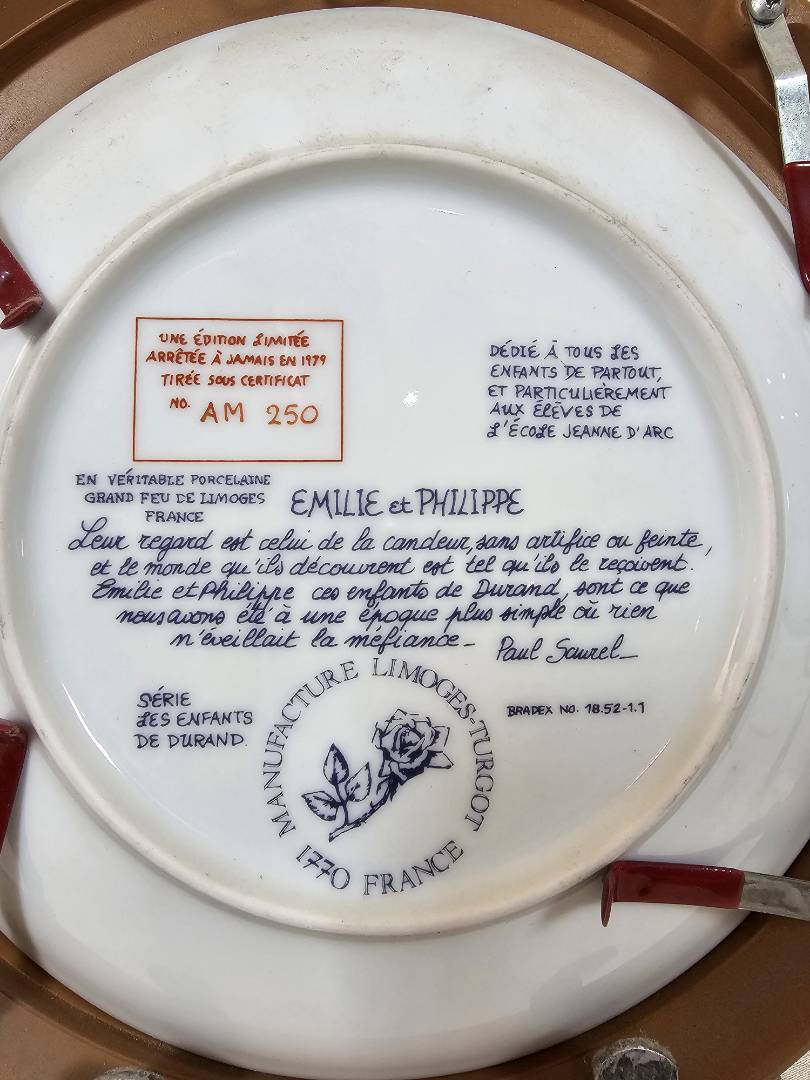 UNE ÉDITION LIMITÉE
ARRÊTÉE À JAMAIS EN 1979
TIRÉE SOUS CERTIFICAT
NO. AM 250
DÉDIÉ À TOUS LES
ENFANTS DE PARTOUT,
ET PARTICULIÈREMENT
AUX ÉLÈVES DE
L'ÉCOLE JEANNE D'ARC
EN VÉRITABLE PORCELAINE
GRAND FEU DE LIMOGES
FRANCE
EMILIE et PHILIPPE
Leur regard est celui de la candeur, sans artifice ou feinte,
et le monde qu'ils découvrent est tel qu'ils le reçoivent.
Emilie et Philippe ces enfants de Durand, sont ce que
nous avons été à une époque plus simple où rien
n'éveillait la méfiance - Paul Saurel -
SÉRIE
LES ENFANTS
DE DURAND.
BRADEX NO. 18.52-1.1
MANUFACTURE LIMOGES-TURGOT
1770 FRANCE